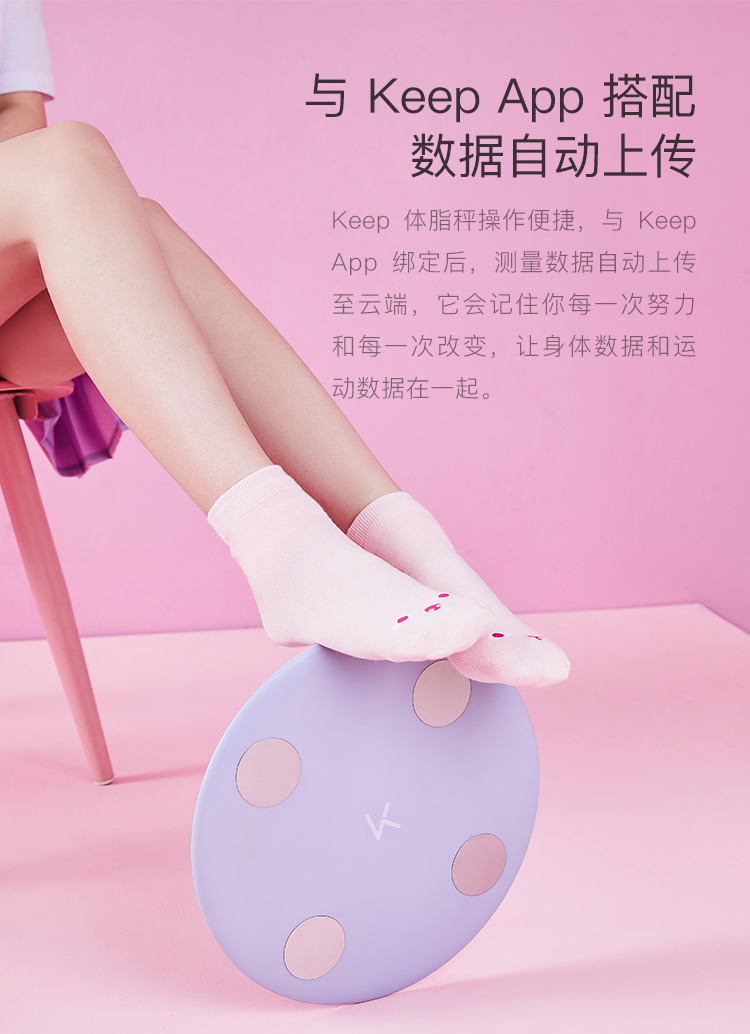 与 Keep App 搭配
数据自动上传
Keep 体脂秤操作便捷，与 Keep
App 绑定后，测量数据自动上传
至云端，它会记住你每一次努力
和每一次改变，让身体数据和运
动数据在一起。